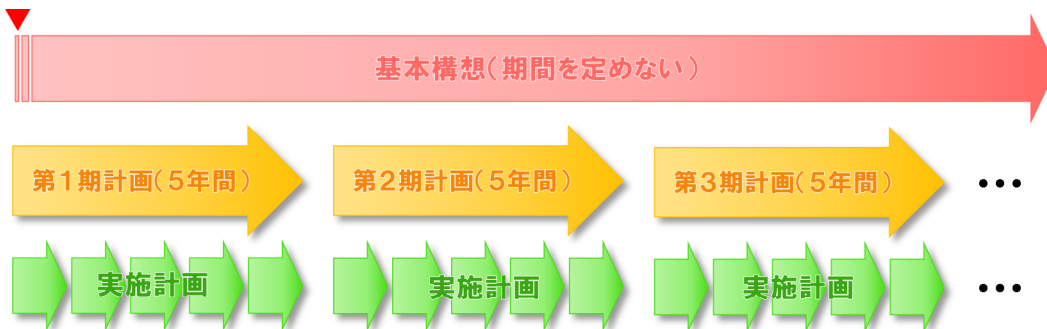 基本構想(期間を定めない)
第1期計画(5年間)
第2期計画(5年間)
第3期計画(5年間)
•••
実施計画
実施計画
実施計画
•••